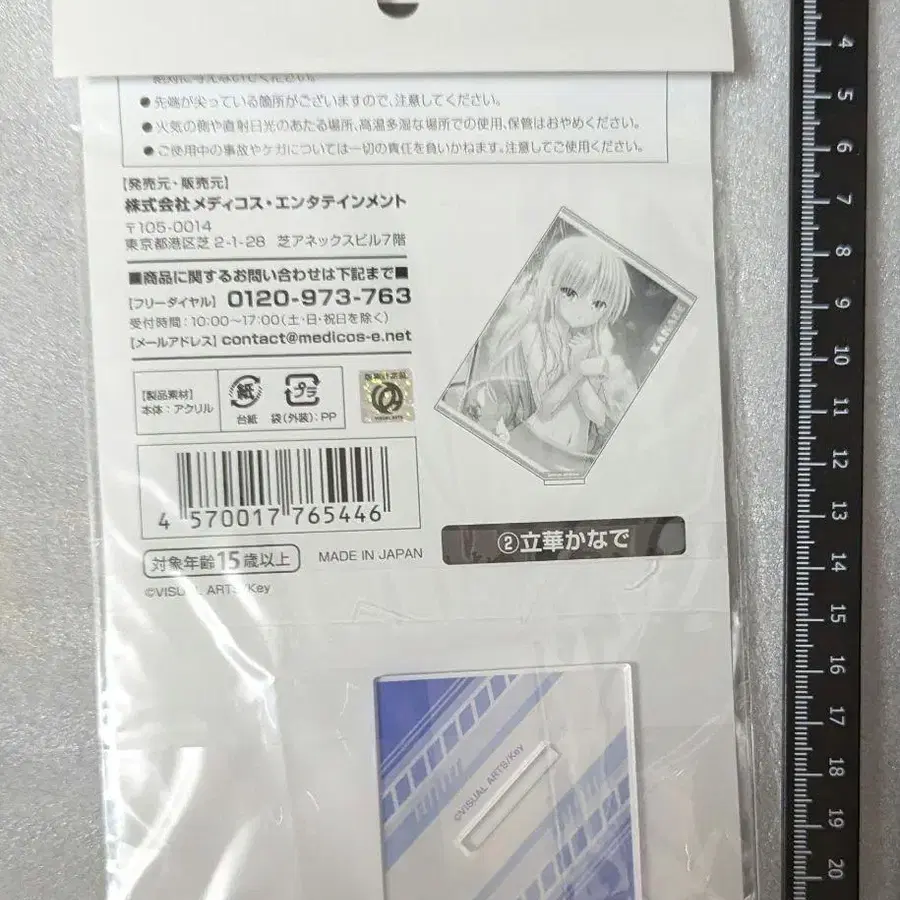 ●先端が尖っている箇所がございますので、注意してください。
●火気の側や直射日光のあたる場所、高温多湿な場所での使用、保管はおやめください。
●ご使用中の事故やケガについては一切の責任を負いかねます。注意してご使用ください。
【発売元・販売元】
株式会社メディコス・エンタテインメント
〒105-0014
東京都港区芝2-1-28 芝アネックスビル7階
■商品に関するお問い合わせは下記まで■
【フリーダイヤル】 0120-973-763
受付時間：10:00～17:00(土・日・祝日を除く)
【メールアドレス】contact@medicos-e.net
【製品素材】
本体：アクリル
紙
台紙
プラ
袋(外装)：PP
VISUAL ARTS
4 570017 765446
対象年齢15歳以上
MADE IN JAPAN
©VISUAL ARTS/Key
②立華かなで
©VISUAL ARTS/Key
4
5
6
7
8
9
10
11
12
13
14
15
16
17
18
19
20